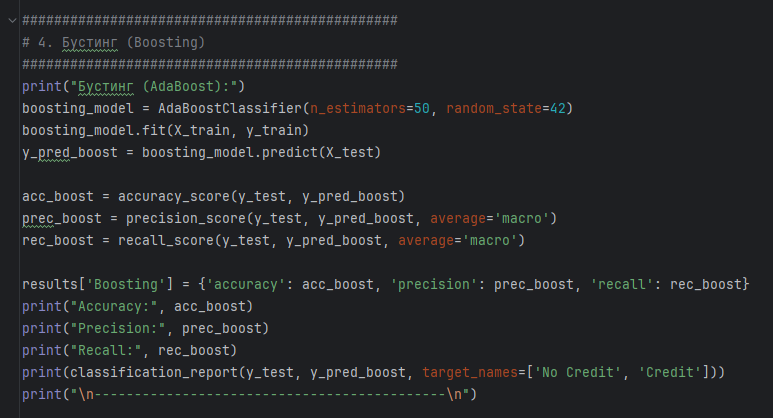 ###############################################
# 4. Бустинг (Boosting)
###############################################
print("Бустинг (AdaBoost):")
boosting_model = AdaBoostClassifier(n_estimators=50, random_state=42)
boosting_model.fit(X_train, y_train)
y_pred_boost = boosting_model.predict(X_test)
acc_boost = accuracy_score(y_test, y_pred_boost)
prec_boost = precision_score(y_test, y_pred_boost, average='macro')
rec_boost = recall_score(y_test, y_pred_boost, average='macro')
results['Boosting'] = {'accuracy': acc_boost, 'precision': prec_boost, 'recall': rec_boost}
print("Accuracy:", acc_boost)
print("Precision:", prec_boost)
print("Recall:", rec_boost)
print(classification_report(y_test, y_pred_boost, target_names=['No Credit', 'Credit']))
print("\n--------------------------------------------\n")